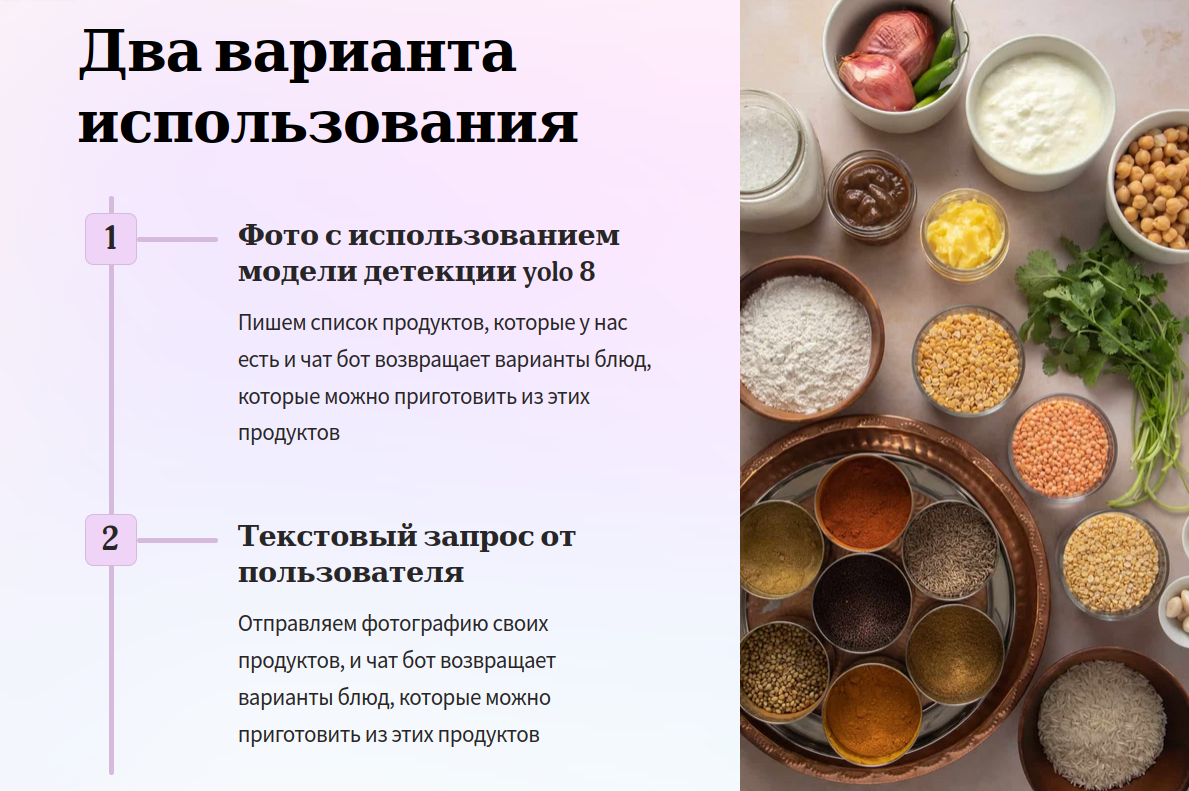 Два варианта
использования
1
Фото с использованием
модели детекции yolo 8
Пишем список продуктов, которые у нас
есть и чат бот возвращает варианты блюд,
которые можно приготовить из этих
продуктов
2
Текстовый запрос от
пользователя
Отправляем фотографию своих
продуктов, и чат бот возвращает
варианты блюд, которые можно
приготовить из этих продуктов